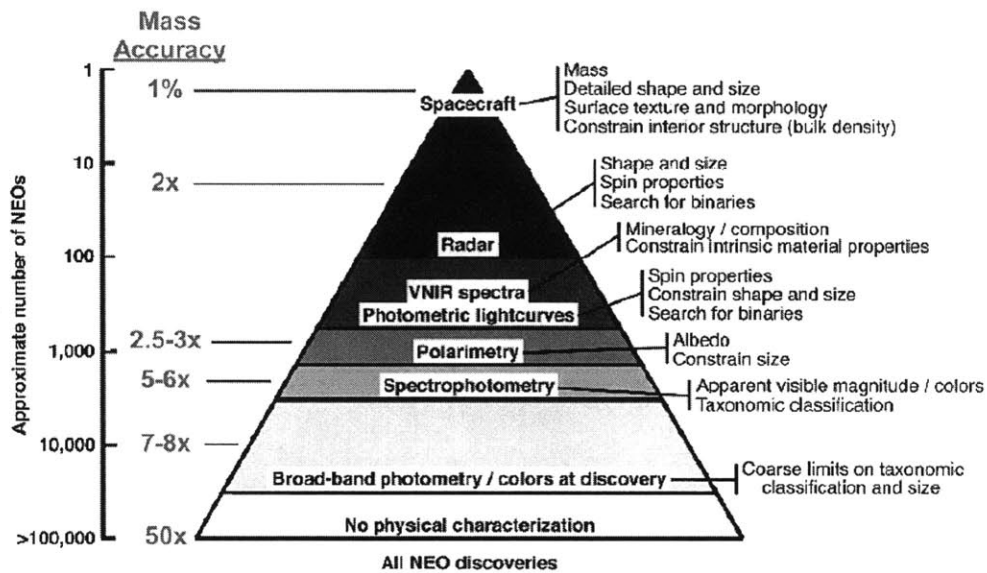 Mass
Accuracy
1
1%
Spacecraft
Mass
Detailed shape and size
Surface texture and morphology
Constrain interior structure (bulk density)
10
2x
Shape and size
Spin properties
Search for binaries
Approximate number of NEOs
Radar
100
Mineralogy / composition
Constrain intrinsic material properties
VNIR spectra
Photometric lightcurves
Spin properties
Constrain shape and size
Search for binaries
2.5-3x
1,000
Polarimetry
Albedo
Constrain size
5-6x
Spectrophotometry
Apparent visible magnitude / colors
Taxonomic classification
7-8x
10,000
Broad-band photometry / colors at discovery
Coarse limits on taxonomic
classification and size
No physical characterization
>100,000
50x
All NEO discoveries